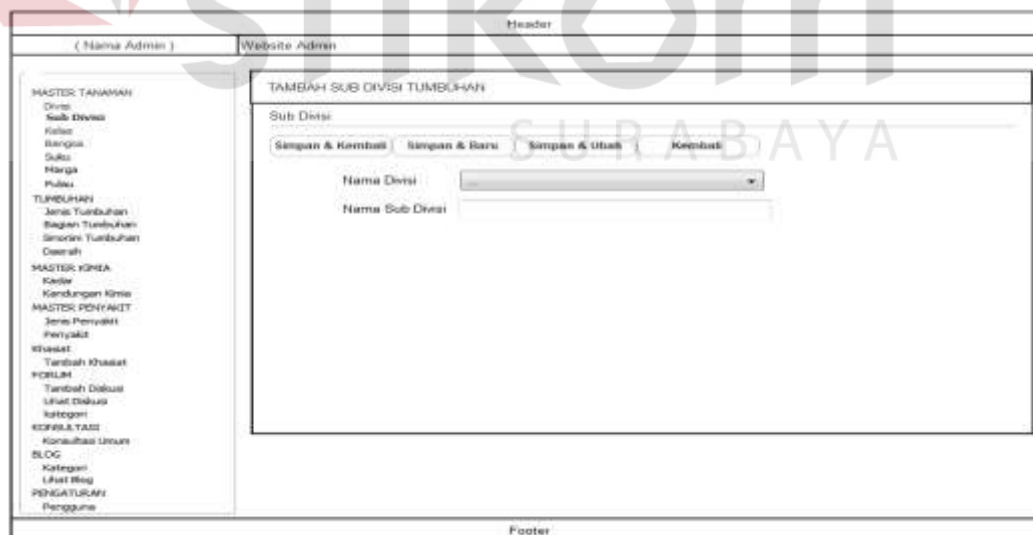 Header
( Nama Admin )
Website Admin
MASTER TANAMAN
Divisi
Sub Divisi
Kelas
Bangsa
Suku
Marga
Pulau
TUMBUHAN
Jenis Tumbuhan
Bagian Tumbuhan
Sinonim Tumbuhan
Daerah
MASTER KIMIA
Kadar
Kandungan Kimia
MASTER PENYAKIT
Jenis Penyakit
Penyakit
Khasiat
Tambah Khasiat
FORUM
Tambah Diskusi
Lihat Diskusi
kategori
KONSULTASI
Konsultasi Umum
BLOG
Kategori
Lihat Blog
PENGATURAN
Pengguna
TAMBAH SUB DIVISI TUMBUHAN
Sub Divisi
Simpan & Kembali Simpan & Baru Simpan & Ubah Kembali
Nama Divisi ...
Nama Sub Divisi
Footer
stikom
SURABAYA